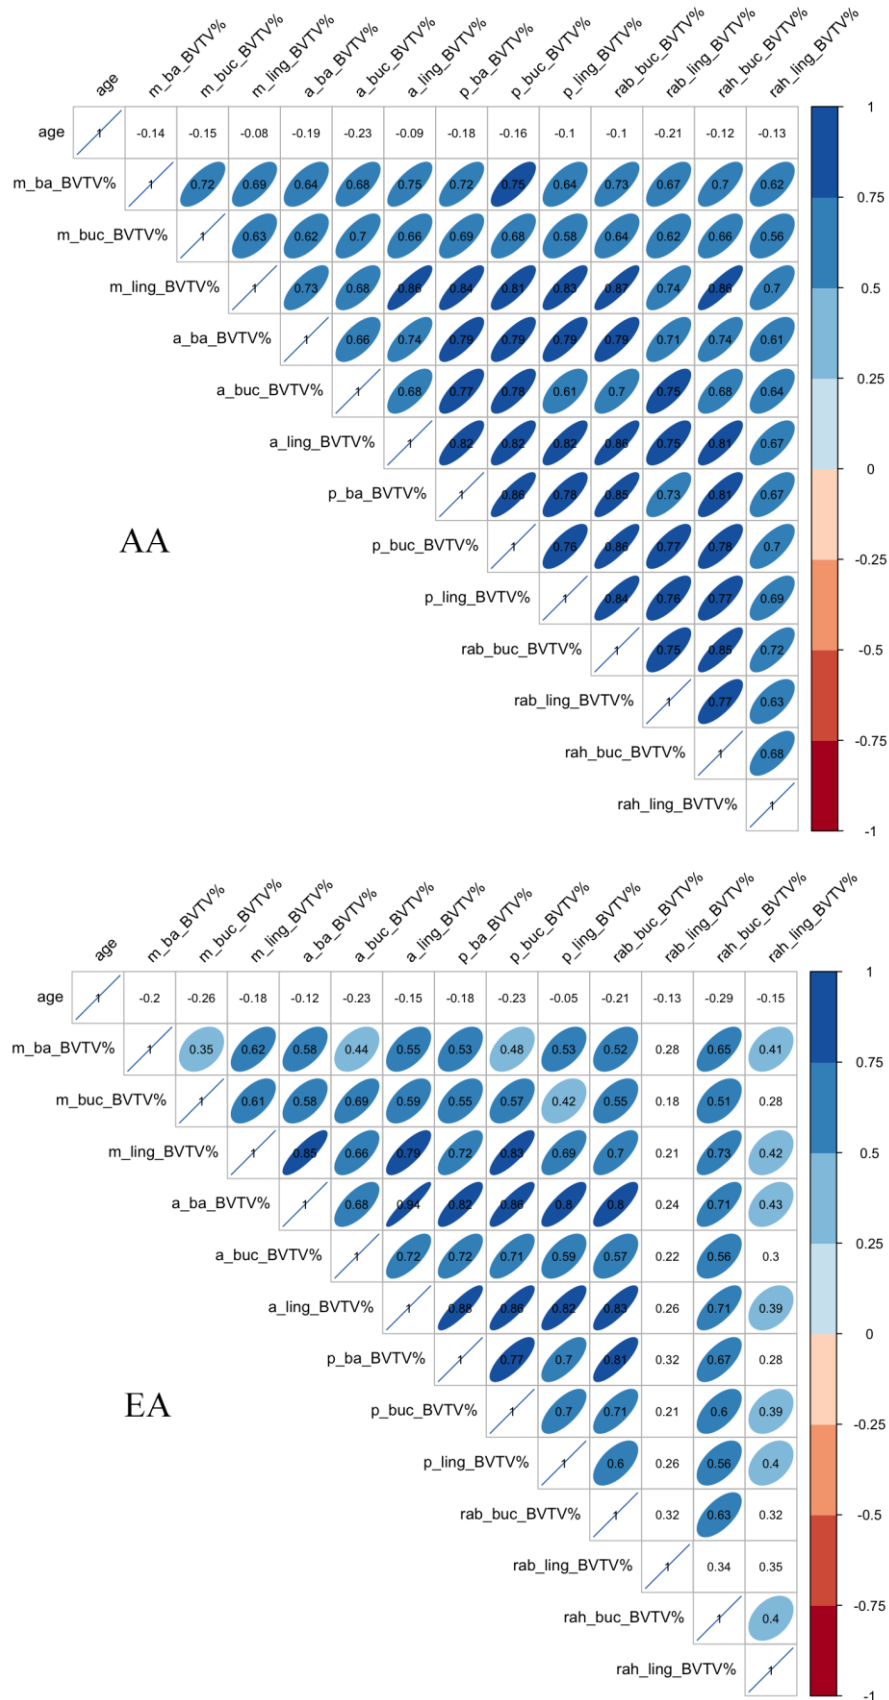 age m_ba_BVTV% m_buc_BVTV% m_ling_BVTV% a_ba_BVTV% a_buc_BVTV% a_ling_BVTV% p_ba_BVTV% p_buc_BVTV% p_ling_BVTV% rab_buc_BVTV% rab_ling_BVTV% rah_buc_BVTV% rah_ling_BVTV%
1
age 1 -0.14 -0.15 -0.08 -0.19 -0.23 -0.09 -0.18 -0.16 -0.1 -0.1 -0.21 -0.12 -0.13
m_ba_BVTV% 1 0.72 0.69 0.64 0.68 0.75 0.72 0.75 0.64 0.73 0.67 0.7 0.62
0.75
m_buc_BVTV% 1 0.63 0.62 0.7 0.66 0.69 0.68 0.58 0.64 0.62 0.66 0.56
m_ling_BVTV% 1 0.73 0.68 0.86 0.84 0.81 0.83 0.87 0.74 0.86 0.7
0.5
a_ba_BVTV% 1 0.66 0.74 0.79 0.79 0.79 0.79 0.71 0.74 0.61
0.25
a_buc_BVTV% 1 0.68 0.77 0.78 0.61 0.7 0.75 0.68 0.64
a_ling_BVTV% 1 0.82 0.82 0.82 0.86 0.75 0.81 0.67
0
p_ba_BVTV% 1 0.86 0.78 0.85 0.73 0.81 0.67
AA
p_buc_BVTV% 1 0.76 0.86 0.77 0.78 0.7
-0.25
p_ling_BVTV% 1 0.84 0.76 0.77 0.69
rab_buc_BVTV% 1 0.75 0.85 0.72
-0.5
rab_ling_BVTV% 1 0.77 0.63
-0.75
rah_buc_BVTV% 1 0.68
rah_ling_BVTV% 1
-1
age m_ba_BVTV% m_buc_BVTV% m_ling_BVTV% a_ba_BVTV% a_buc_BVTV% a_ling_BVTV% p_ba_BVTV% p_buc_BVTV% p_ling_BVTV% rab_buc_BVTV% rab_ling_BVTV% rah_buc_BVTV% rah_ling_BVTV%
1
age 1 -0.2 -0.26 -0.18 -0.12 -0.23 -0.15 -0.18 -0.23 -0.05 -0.21 -0.13 -0.29 -0.15
m_ba_BVTV% 1 0.35 0.62 0.58 0.44 0.55 0.53 0.48 0.53 0.52 0.28 0.65 0.41
0.75
m_buc_BVTV% 1 0.61 0.58 0.69 0.59 0.55 0.57 0.42 0.55 0.18 0.51 0.28
m_ling_BVTV% 1 0.85 0.66 0.79 0.72 0.83 0.69 0.7 0.21 0.73 0.42
0.5
a_ba_BVTV% 1 0.68 0.94 0.82 0.86 0.8 0.8 0.24 0.71 0.43
0.25
a_buc_BVTV% 1 0.72 0.72 0.71 0.59 0.57 0.22 0.56 0.3
a_ling_BVTV% 1 0.88 0.86 0.82 0.83 0.26 0.71 0.39
0
p_ba_BVTV% 1 0.77 0.7 0.81 0.32 0.67 0.28
EA
p_buc_BVTV% 1 0.7 0.71 0.21 0.6 0.39
-0.25
p_ling_BVTV% 1 0.6 0.26 0.56 0.4
rab_buc_BVTV% 1 0.32 0.63 0.32
-0.5
rab_ling_BVTV% 1 0.34 0.35
-0.75
rah_buc_BVTV% 1 0.4
rah_ling_BVTV% 1
-1